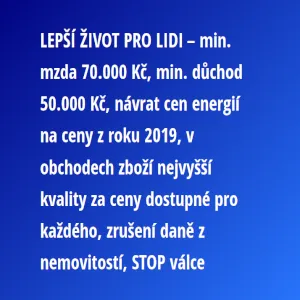 LEPŠÍ ŽIVOT PRO LIDI – min.
mzda 70.000 Kč, min. důchod
50.000 Kč, návrat cen energií
na ceny z roku 2019, v
obchodech zboží nejvyšší
kvality za ceny dostupné pro
každého, zrušení daně z
nemovitostí, STOP válce